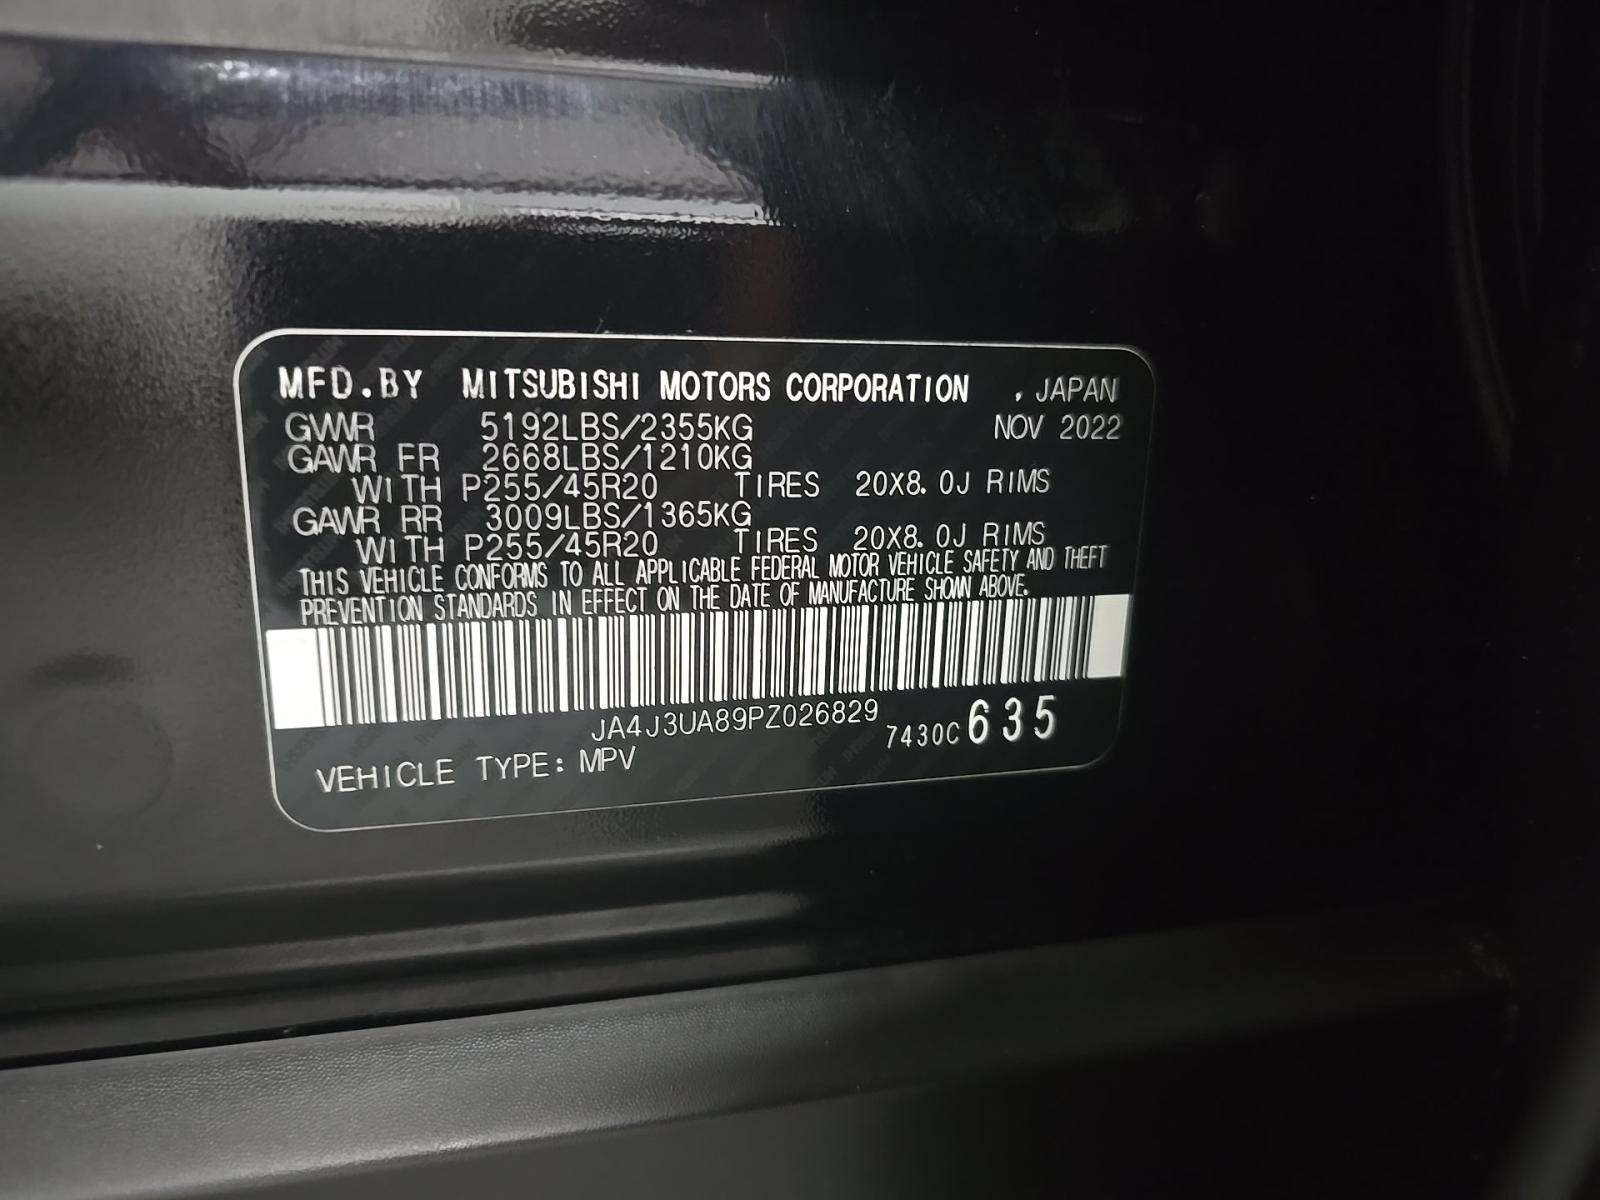 MFD.BY MITSUBISHI MOTORS CORPORATION , JAPAN
GVWR 5192LBS/2355KG NOV 2022
GAWR FR 2668LBS/1210KG
WITH P255/45R20 TIRES 20X8.0J RIMS
GAWR RR 3009LBS/1365KG
WITH P255/45R20 TIRES 20X8.0J RIMS
THIS VEHICLE CONFORMS TO ALL APPLICABLE FEDERAL MOTOR VEHICLE SAFETY AND THEFT
PREVENTION STANDARDS IN EFFECT ON THE DATE OF MANUFACTURE SHOWN ABOVE.
JA4J3UA89PZ026829
7430C635
VEHICLE TYPE: MPV